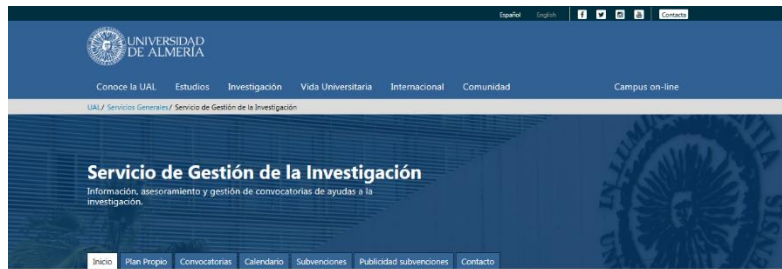 Español English Contacta
UNIVERSIDAD
DE ALMERÍA
Conoce la UAL Estudios Investigación Vida Universitaria Internacional Comunidad Campus on-line
UAL/ Servicios Generales/ Servicio de Gestión de la Investigación
Servicio de Gestión de la Investigación
Información, asesoramiento y gestión de convocatorias de ayudas a la
investigación.
Inicio Plan Propio Convocatorias Calendario Subvenciones Publicidad subvenciones Contacto